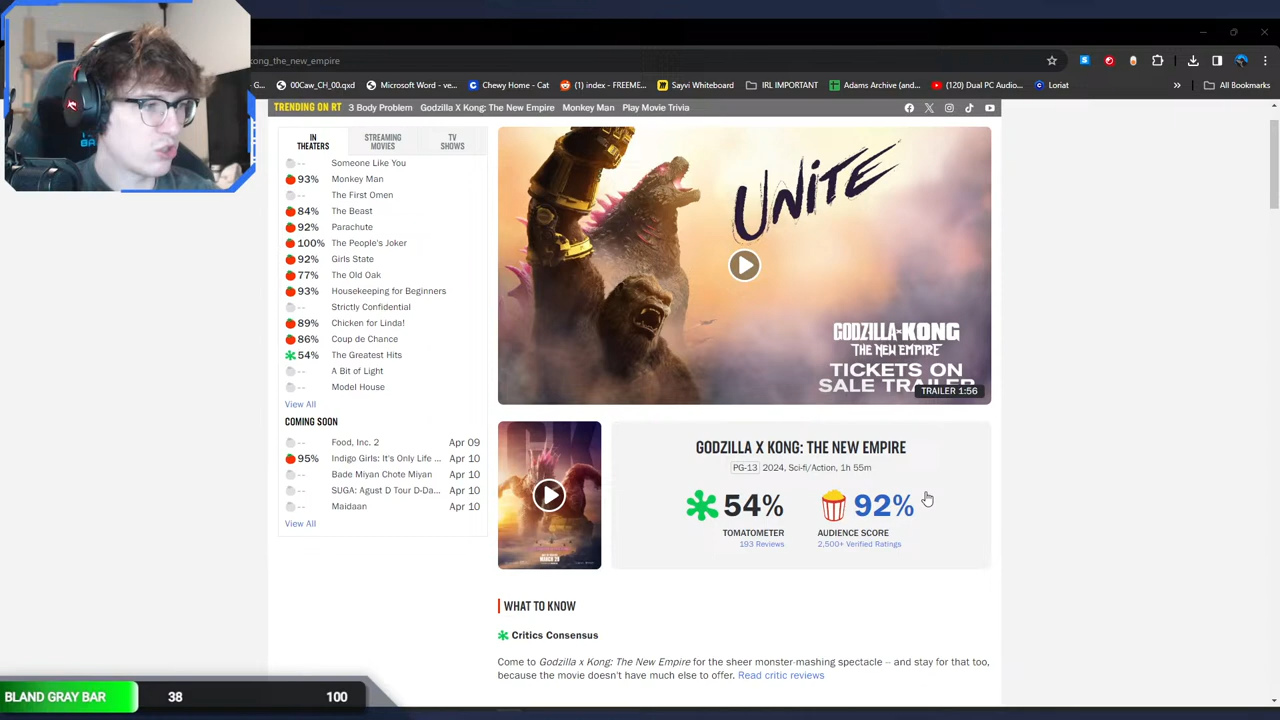 ong_the_new_empire
G...
00Caw_CH_00.qxd
Microsoft Word - ve...
Chewy Home - Cat
(1) index - FREEME...
Sayvi Whiteboard
IRL IMPORTANT
Adams Archive (and...
(120) Dual PC Audio...
Loriat
»
All Bookmarks
TRENDING ON RT
3 Body Problem
Godzilla X Kong: The New Empire
Monkey Man
Play Movie Trivia
IN THEATERS
STREAMING MOVIES
TV SHOWS
-- Someone Like You
93% Monkey Man
-- The First Omen
84% The Beast
92% Parachute
100% The People's Joker
92% Girls State
77% The Old Oak
93% Housekeeping for Beginners
-- Strictly Confidential
89% Chicken for Linda!
86% Coup de Chance
54% The Greatest Hits
-- A Bit of Light
-- Model House
View All
COMING SOON
-- Food, Inc. 2 Apr 09
95% Indigo Girls: It's Only Life ... Apr 10
-- Bade Miyan Chote Miyan Apr 10
-- SUGA: Agust D Tour D-Da... Apr 10
-- Maidaan Apr 10
View All
UNITE
GODZILLA x KONG
THE NEW EMPIRE
TICKETS ON
SALE TRAILER
TRAILER 1:56
GODZILLA X KONG: THE NEW EMPIRE
PG-13 2024, Sci-fi/Action, 1h 55m
54%
TOMATOMETER
193 Reviews
92%
AUDIENCE SCORE
2,500+ Verified Ratings
MARCH 29
WHAT TO KNOW
Critics Consensus
Come to Godzilla x Kong: The New Empire for the sheer monster-mashing spectacle -- and stay for that too,
because the movie doesn't have much else to offer. Read critic reviews
BLAND GRAY BAR 38 100